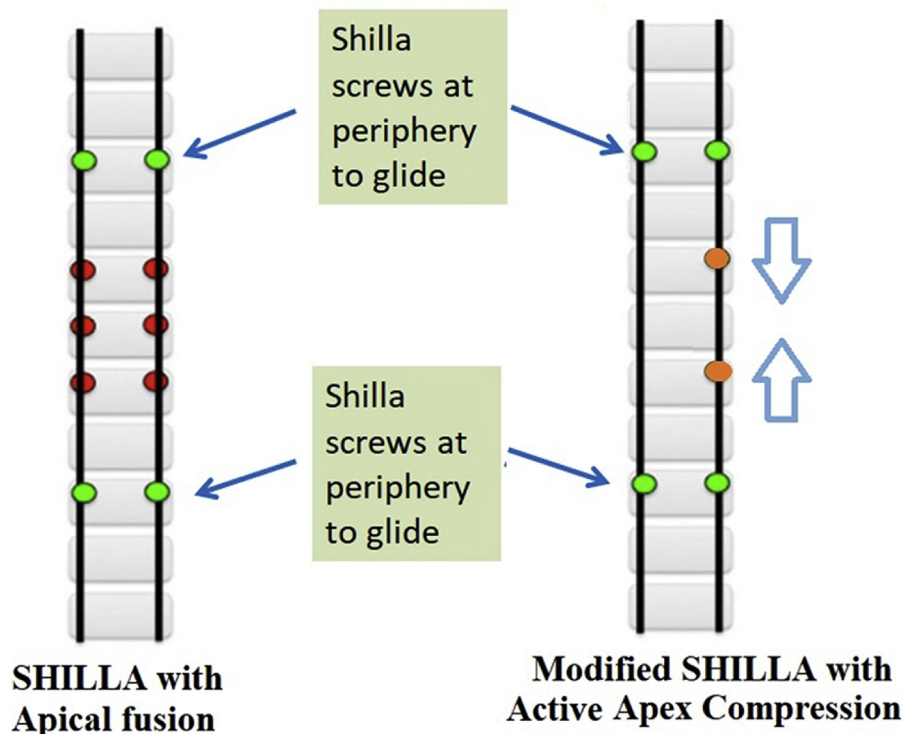 Shilla
screws at
periphery
to glide
Shilla
screws at
periphery
to glide
SHILLA with
Apical fusion
Modified SHILLA with
Active Apex Compression